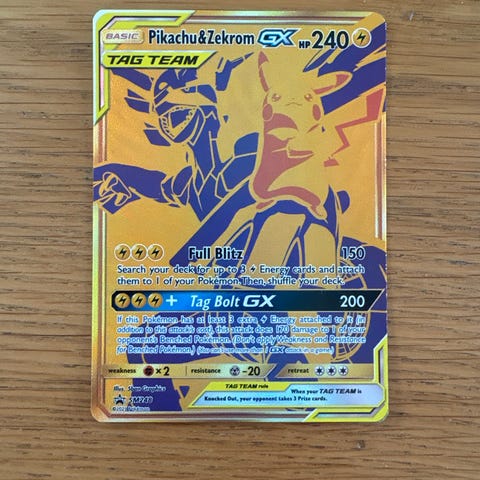 BASIC Pikachu&Zekrom GX HP 240
TAG TEAM
Full Blitz 150
Search your deck for up to 3 Energy cards and attach
them to 1 of your Pokémon. Then, shuffle your deck.
+ Tag Bolt GX 200
If this Pokémon has at least 3 extra Energy attached to it (in
addition to this attack's cost), this attack does 170 damage to 1 of your
opponent's Benched Pokémon. (Don't apply Weakness and Resistance
for Benched Pokémon.) (You can't use more than 1 GX attack in a game.)
weakness ×2 resistance -20 retreat
Illus. Shin Graphics
SM248
TAG TEAM rule
When your TAG TEAM is
Knocked Out, your opponent takes 3 Prize cards.